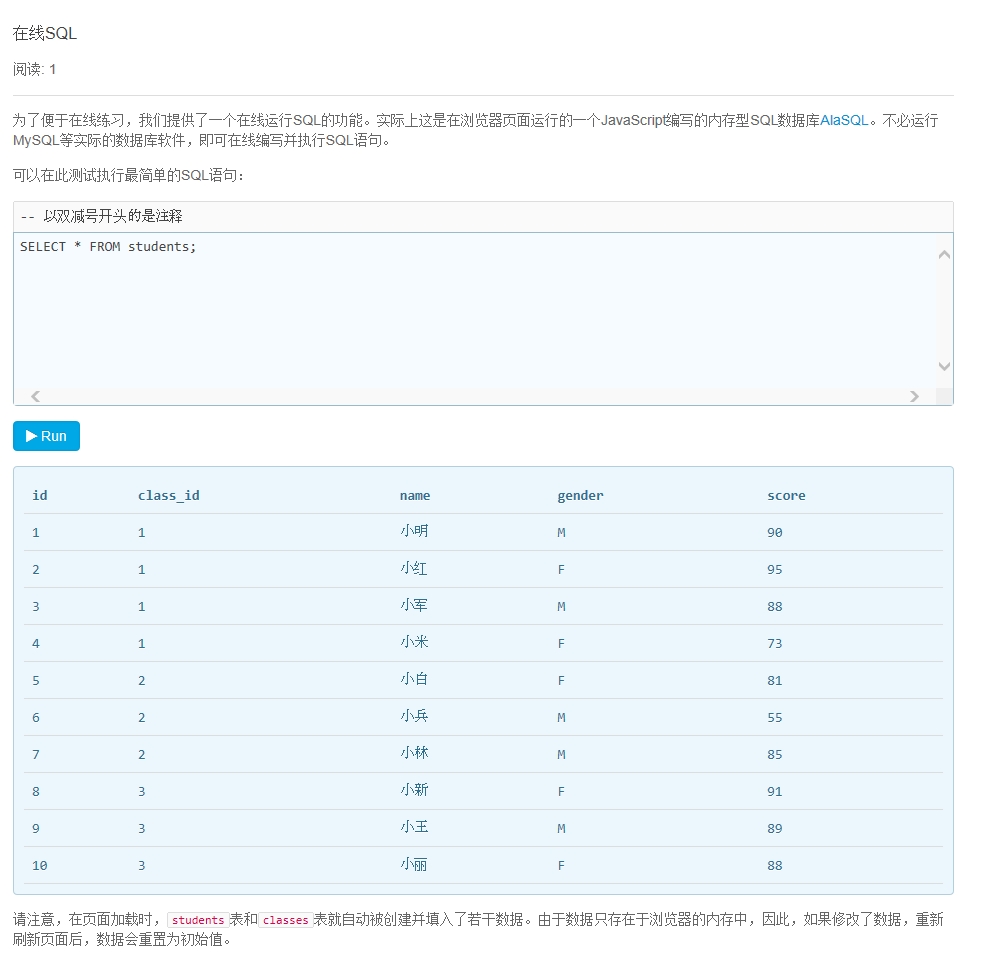 在线SQL
阅读: 1
为了便于在线练习，我们提供了一个在线运行SQL的功能。实际上这是在浏览器页面运行的一个JavaScript编写的内存型SQL数据库AlaSQL。不必运行
MySQL等实际的数据库软件，即可在线编写并执行SQL语句。
可以在此测试执行最简单的SQL语句：
-- 以双减号开头的是注释
SELECT * FROM students;
Run
id class_id name gender score
1 1 小明 M 90
2 1 小红 F 95
3 1 小军 M 88
4 1 小米 F 73
5 2 小白 F 81
6 2 小兵 M 55
7 2 小林 M 85
8 3 小新 F 91
9 3 小王 M 89
10 3 小丽 F 88
请注意，在页面加载时，students表和classes表就自动被创建并填入了若干数据。由于数据只存在于浏览器的内存中，因此，如果修改了数据，重新
刷新页面后，数据会重置为初始值。